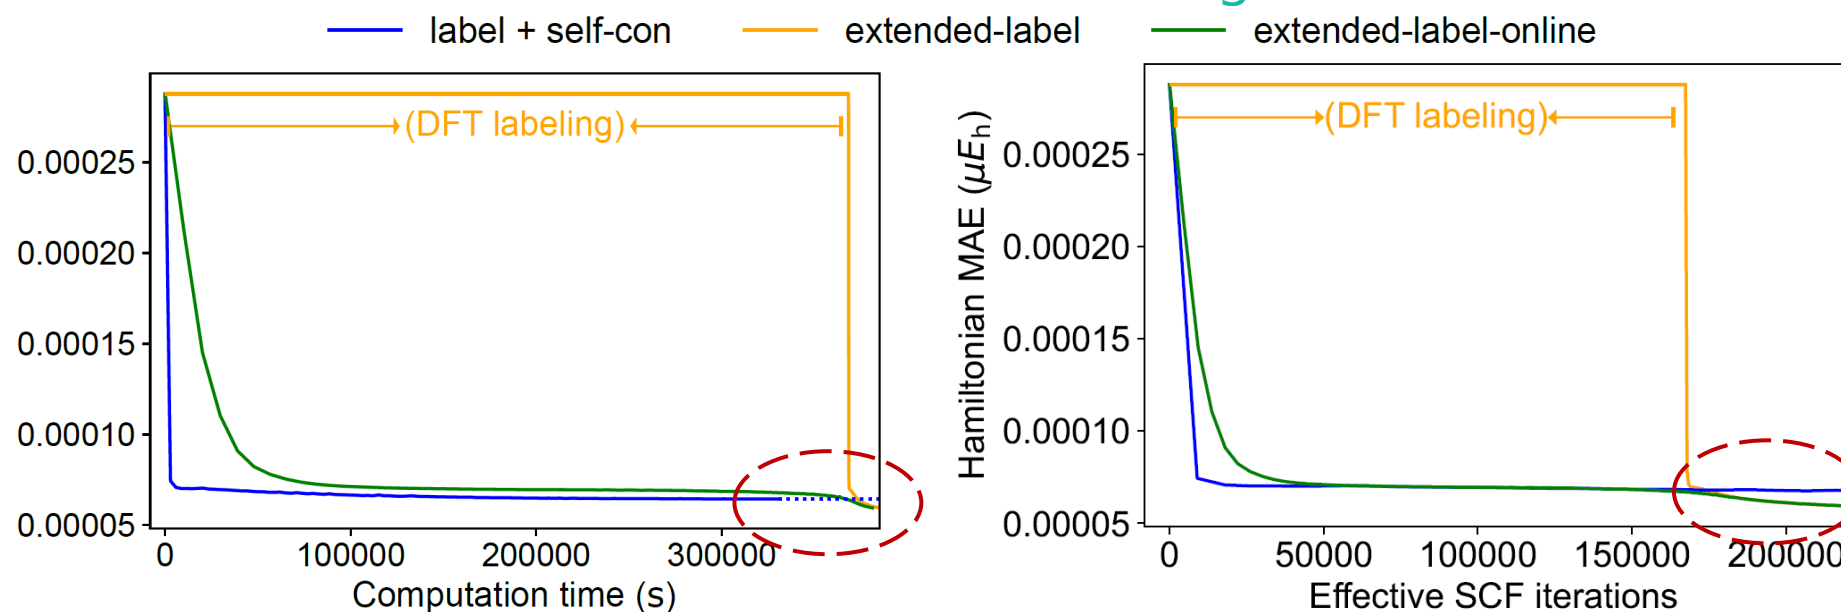 label + self-con extended-label extended-label-online
(DFT labeling)
0.00025
0.00020
0.00015
0.00010
0.00005
0 100000 200000 300000
Computation time (s)
Hamiltonian MAE (μEh)
(DFT labeling)
0.00025
0.00020
0.00015
0.00010
0.00005
0 50000 100000 150000
Effective SCF iterations